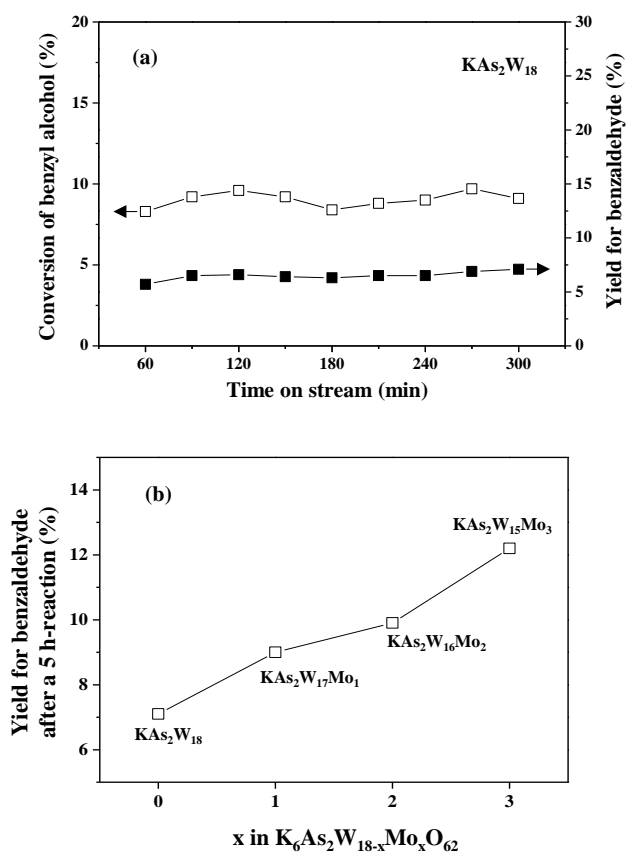 (a)
KAs₂W₁₈
Conversion of benzyl alcohol (%)
20
15
10
5
0
Yield for benzaldehyde (%)
30
25
20
15
10
5
0
60 120 180 240 300
Time on stream (min)
(b)
Yield for benzaldehyde
after a 5 h-reaction (%)
14
12
10
8
6
KAs₂W₁₅Mo₃
KAs₂W₁₆Mo₂
KAs₂W₁₇Mo₁
KAs₂W₁₈
0 1 2 3
x in K₆As₂W₁₈₋ₓMoₓO₆₂